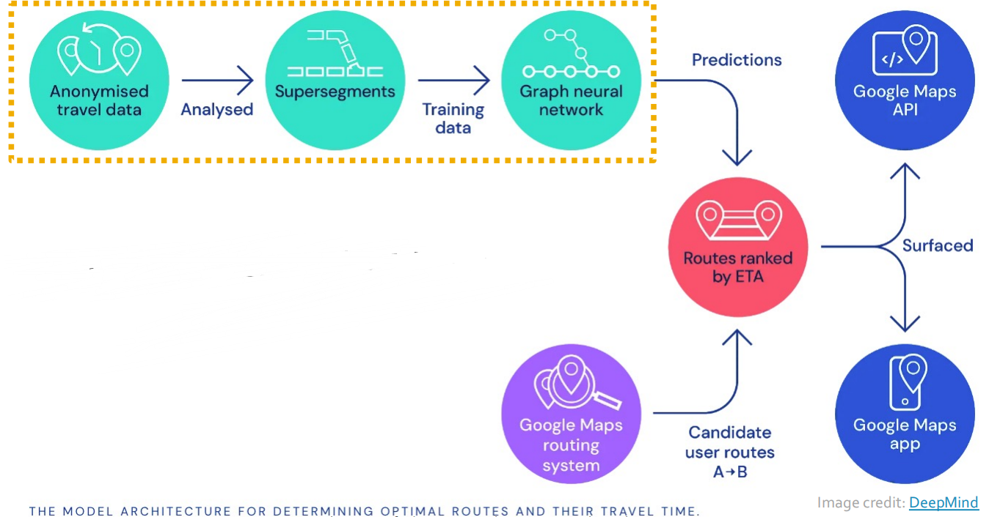 Anonymised
travel data
Analysed
Supersegments
Training
data
Graph neural
network
Predictions
</>
Google Maps
API
Routes ranked
by ETA
Surfaced
Google Maps
routing
system
Candidate
user routes
A→B
Google Maps
app
THE MODEL ARCHITECTURE FOR DETERMINING OPTIMAL ROUTES AND THEIR TRAVEL TIME.
Image credit: DeepMind